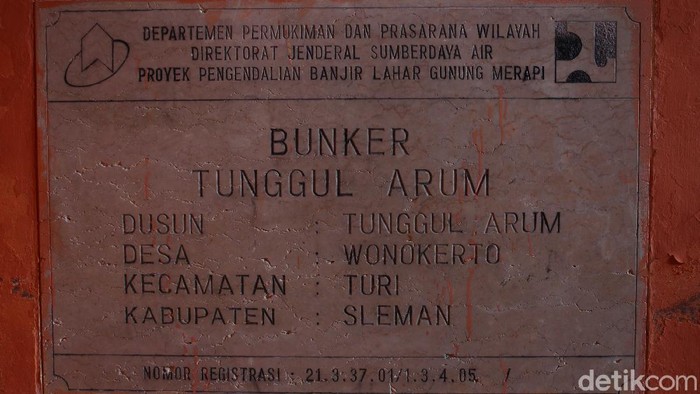 DEPARTEMEN PERMUKIMAN DAN PRASARANA WILAYAH
DIREKTORAT JENDERAL SUMBERDAYA AIR
PROYEK PENGENDALIAN BANJIR LAHAR GUNUNG MERAPI
BUNKER
TUNGGUL ARUM
DUSUN : TUNGGUL ARUM
DESA : WONOKERTO
KECAMATAN : TURI
KABUPATEN : SLEMAN
NOMOR REGISTRASI : 21.3.37.01/1.3.4.05. /
detikcom